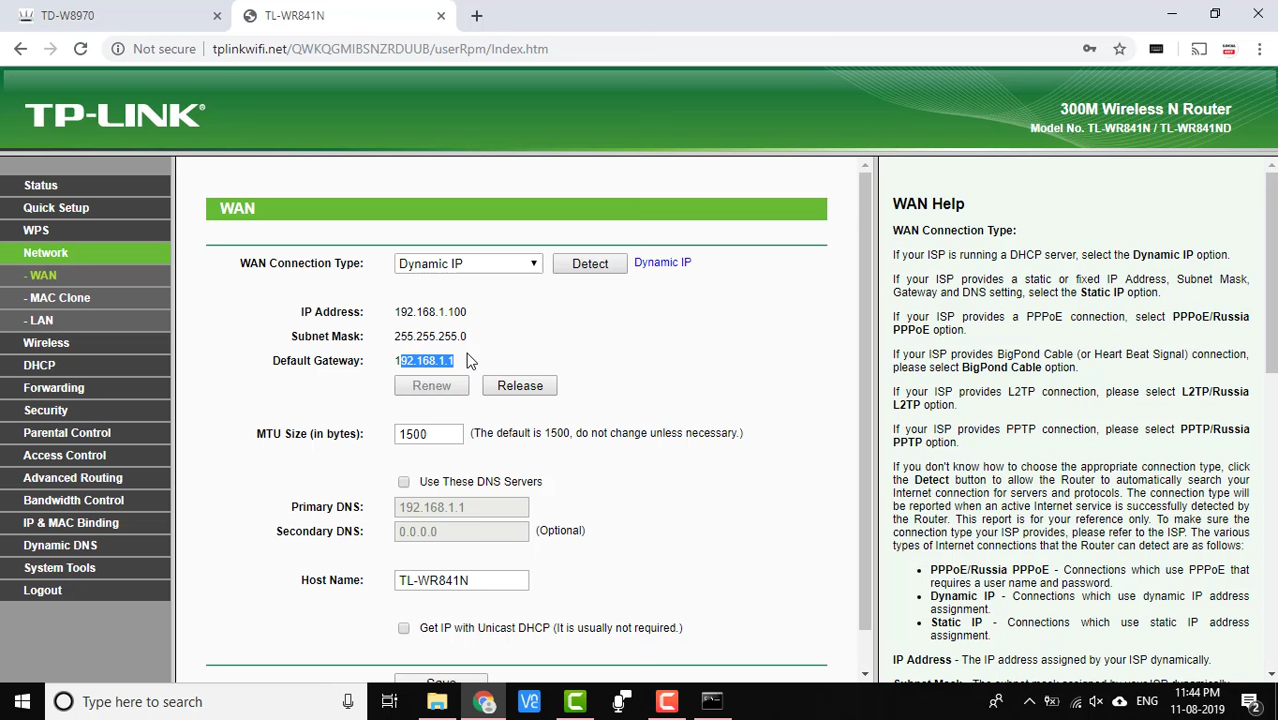 TD-W8970
TL-WR841N
Not secure
tplinkwifi.net/QWKQGMIBSNZRDUUB/userRpm/Index.htm
TP-LINK®
300M Wireless N Router
Model No. TL-WR841N / TL-WR841ND
Status
Quick Setup
WPS
Network
- WAN
- MAC Clone
- LAN
Wireless
DHCP
Forwarding
Security
Parental Control
Access Control
Advanced Routing
Bandwidth Control
IP & MAC Binding
Dynamic DNS
System Tools
Logout
WAN
WAN Connection Type: Dynamic IP Detect Dynamic IP
IP Address: 192.168.1.100
Subnet Mask: 255.255.255.0
Default Gateway: 192.168.1.1
Renew Release
MTU Size (in bytes): 1500 (The default is 1500, do not change unless necessary.)
Use These DNS Servers
Primary DNS: 192.168.1.1
Secondary DNS: 0.0.0.0 (Optional)
Host Name: TL-WR841N
Get IP with Unicast DHCP (It is usually not required.)
Save
WAN Help
WAN Connection Type:
If your ISP is running a DHCP server, select the Dynamic IP option.
If your ISP provides a static or fixed IP Address, Subnet Mask,
Gateway and DNS setting, select the Static IP option.
If your ISP provides a PPPoE connection, select PPPoE/Russia
PPPoE option.
If your ISP provides BigPond Cable (or Heart Beat Signal) connection,
please select BigPond Cable option.
If your ISP provides L2TP connection, please select L2TP/Russia
L2TP option.
If your ISP provides PPTP connection, please select PPTP/Russia
PPTP option.
If you don't know how to choose the appropriate connection type, click
the Detect button to allow the Router to automatically search your
Internet connection for servers and protocols. The connection type will
be reported when an active Internet service is successfully detected by
the Router. This report is for your reference only. To make sure the
connection type your ISP provides, please refer to the ISP. The various
types of Internet connections that the Router can detect are as follows:
PPPoE/Russia PPPoE - Connections which use PPPoE that
requires a user name and password.
Dynamic IP - Connections which use dynamic IP address
assignment.
Static IP - Connections which use static IP address
assignment.
IP Address - The IP address assigned by your ISP dynamically.
Subnet Mask - The subnet mask assigned by your ISP dynamically.
Type here to search
ENG
11:44 PM
11-08-2019
2